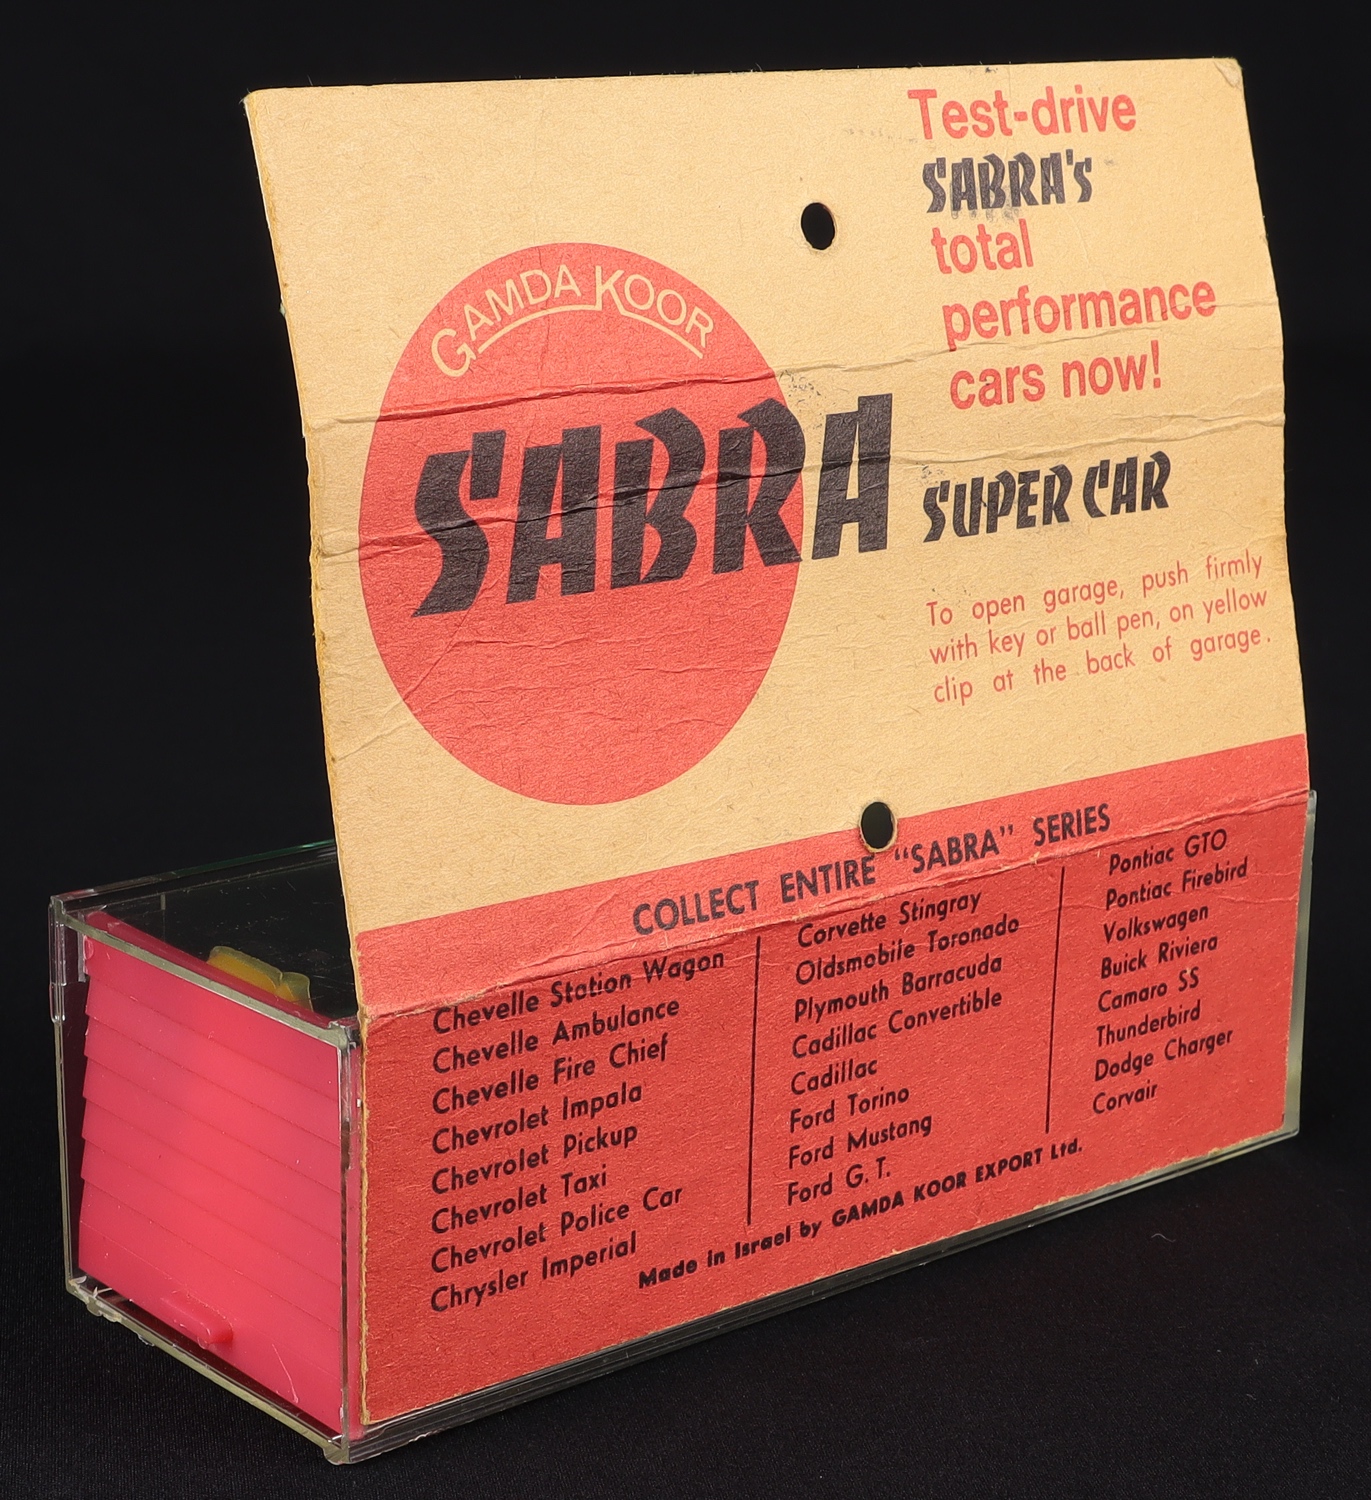 GAMDA KOOR
SABRA
Test-drive
SABRA's
total
performance
cars now!
SUPER CAR
To open garage, push firmly
with key or ball pen, on yellow
clip at the back of garage.
COLLECT ENTIRE "SABRA" SERIES
Chevelle Station Wagon
Chevelle Ambulance
Chevelle Fire Chief
Chevrolet Impala
Chevrolet Pickup
Chevrolet Taxi
Chevrolet Police Car
Chrysler Imperial
Corvette Stingray
Oldsmobile Toronado
Plymouth Barracuda
Cadillac Convertible
Cadillac
Ford Torino
Ford Mustang
Ford G. T.
Pontiac GTO
Pontiac Firebird
Volkswagen
Buick Riviera
Camaro SS
Thunderbird
Dodge Charger
Corvair
Made in Israel by GAMDA KOOR EXPORT Ltd.